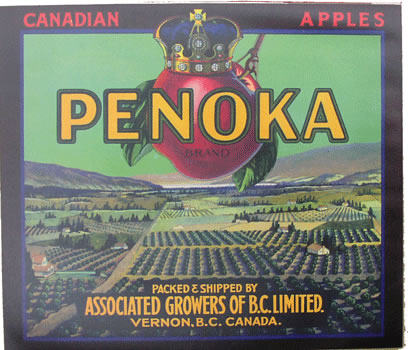 CANADIAN APPLES
PENOKA
BRAND
PACKED & SHIPPED BY
ASSOCIATED GROWERS OF B.C. LIMITED.
VERNON, B.C. CANADA.